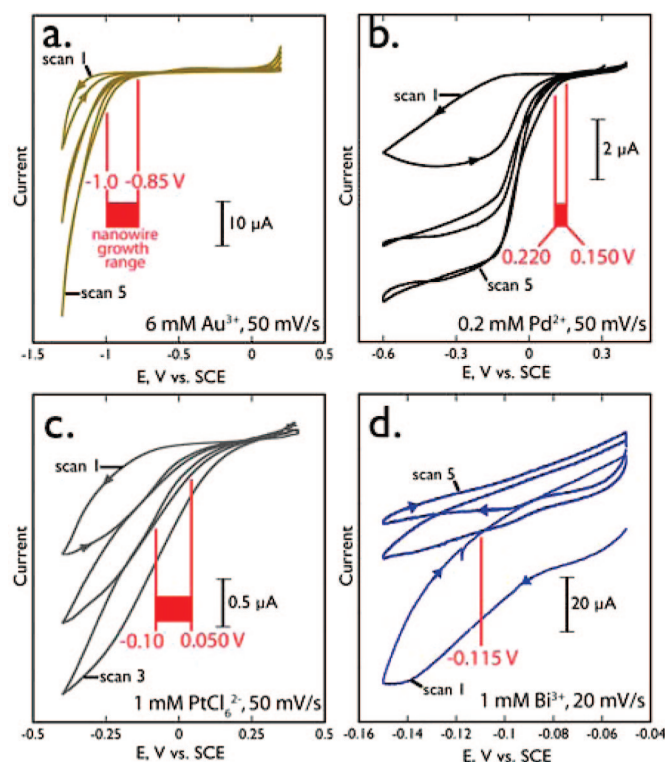 a.
scan 1
-1.0 -0.85 V
nanowire
growth
range
10 µA
scan 5
6 mM Au³⁺, 50 mV/s
Current
-1.5 -1 -0.5 0 0.5
E, V vs. SCE
b.
scan 1
2 µA
0.220 0.150 V
scan 5
0.2 mM Pd²⁺, 50 mV/s
Current
-0.6 -0.3 0 0.3
E, V vs. SCE
c.
scan 1
0.5 µA
-0.10 0.050 V
scan 3
1 mM PtCl₆²⁻, 50 mV/s
Current
-0.5 -0.25 0 0.25 0.5
E, V vs. SCE
d.
scan 5
20 µA
-0.115 V
scan 1
1 mM Bi³⁺, 20 mV/s
Current
-0.16 -0.14 -0.12 -0.1 -0.08 -0.06 -0.04
E, V vs. SCE